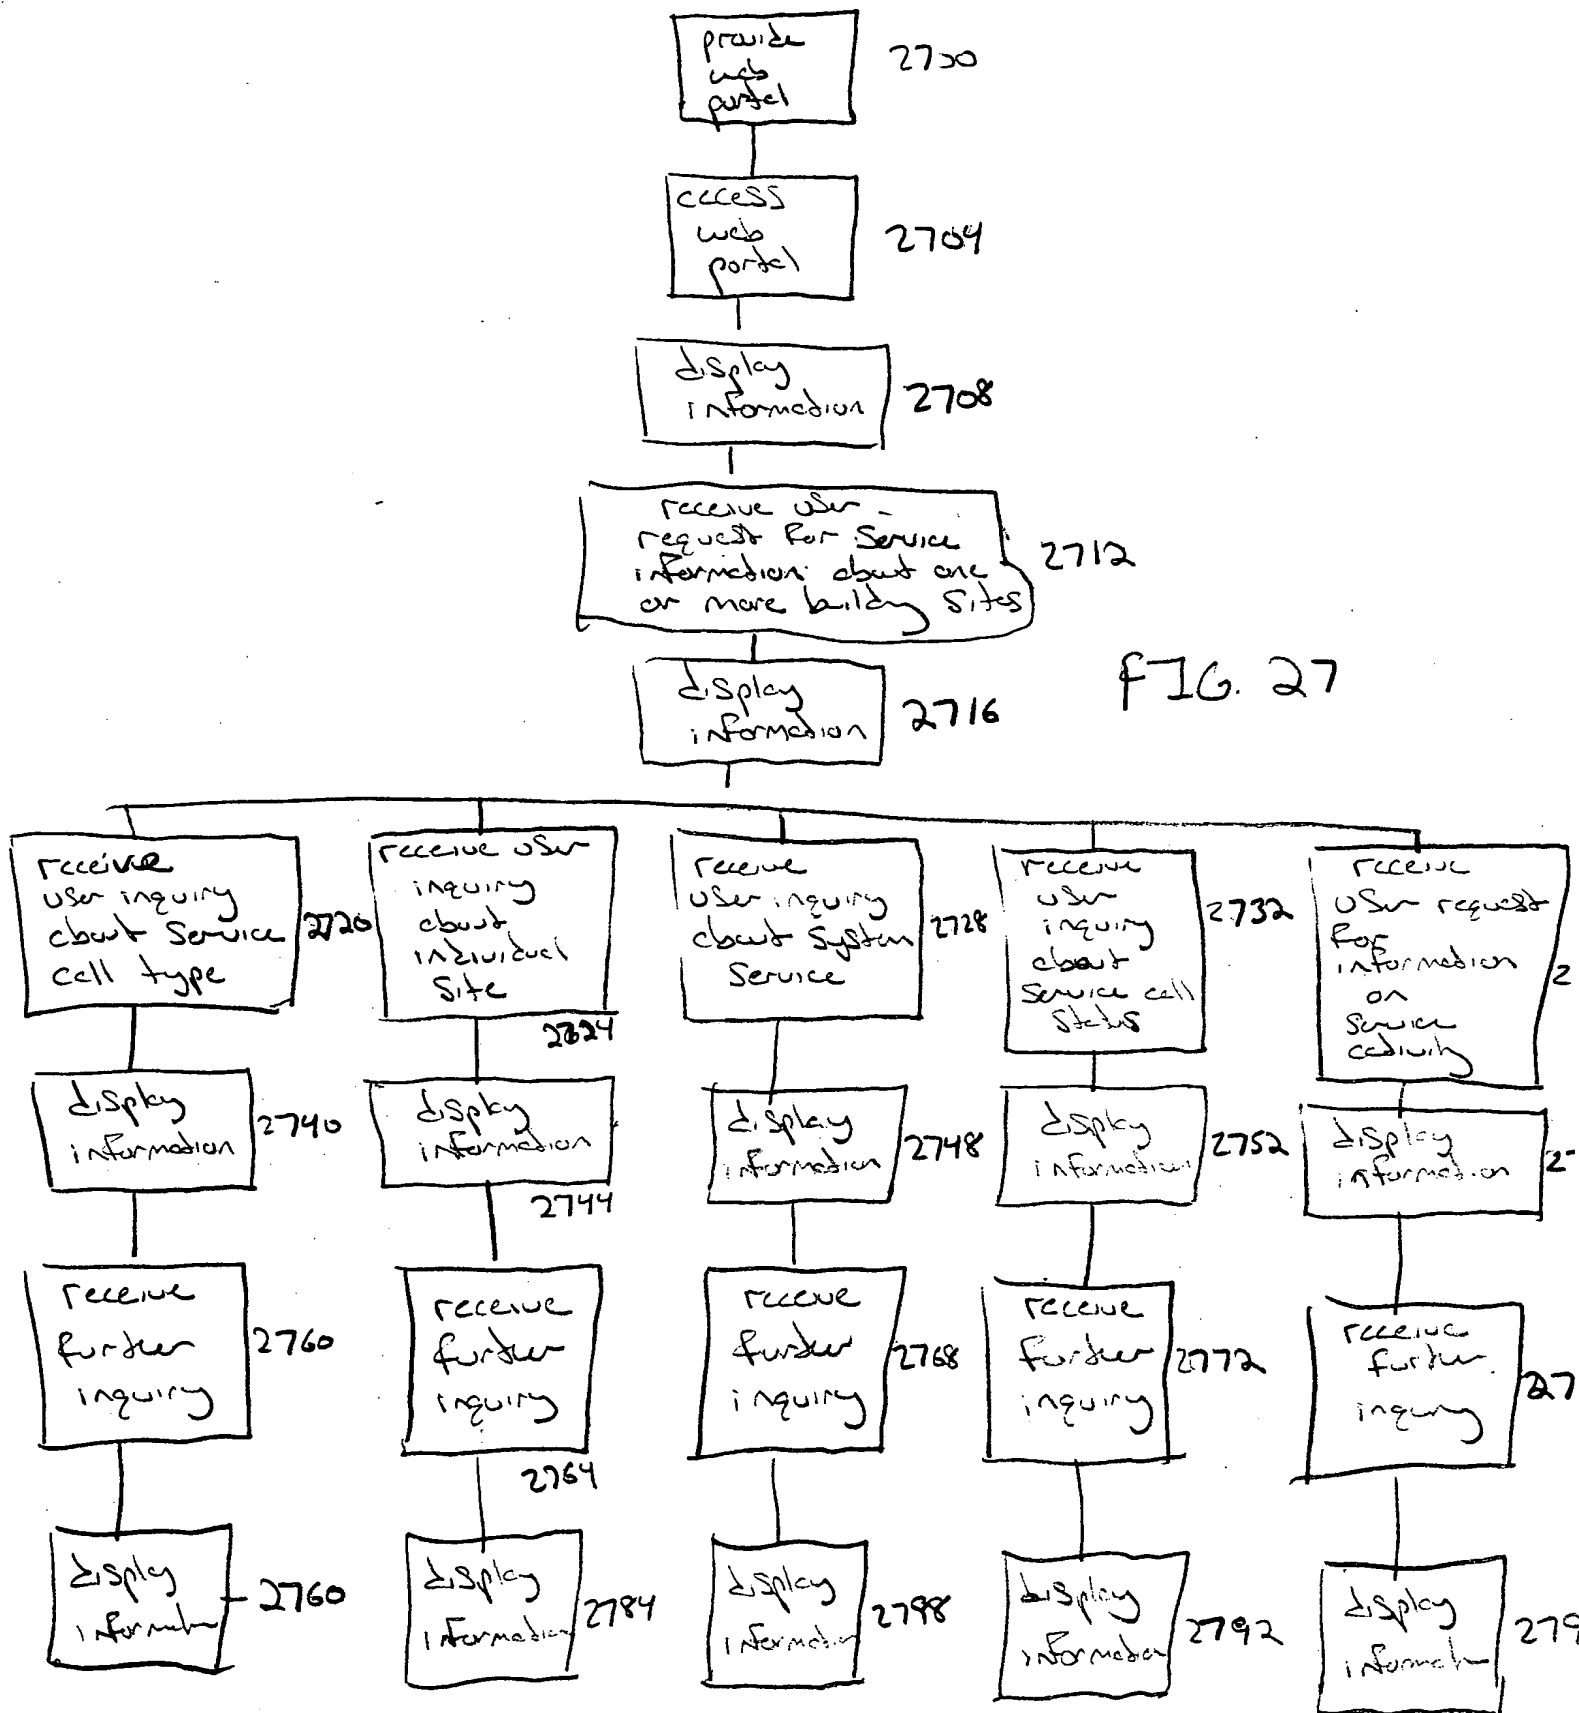 provide
web
portal
2700
access
web
portal
2704
display
information
2708
receive user
request for service
information about one
or more building sites
2712
display
information
2716
FIG. 27
receive
user inquiry
about service
call type
2720
receive user
inquiry
about
individual
site
2724
receive
user inquiry
about system
service
2728
receive
user
inquiry
about
service call
status
2732
receive
user request
for
information
on
service
activity
2
display
information
2740
display
information
2744
display
information
2748
display
information
2752
display
information
2
receive
further
inquiry
2760
receive
further
inquiry
2764
receive
further
inquiry
2768
receive
further
inquiry
2772
receive
further
inquiry
27
display
information
2760
display
information
2784
display
information
2788
display
information
2792
display
information
279